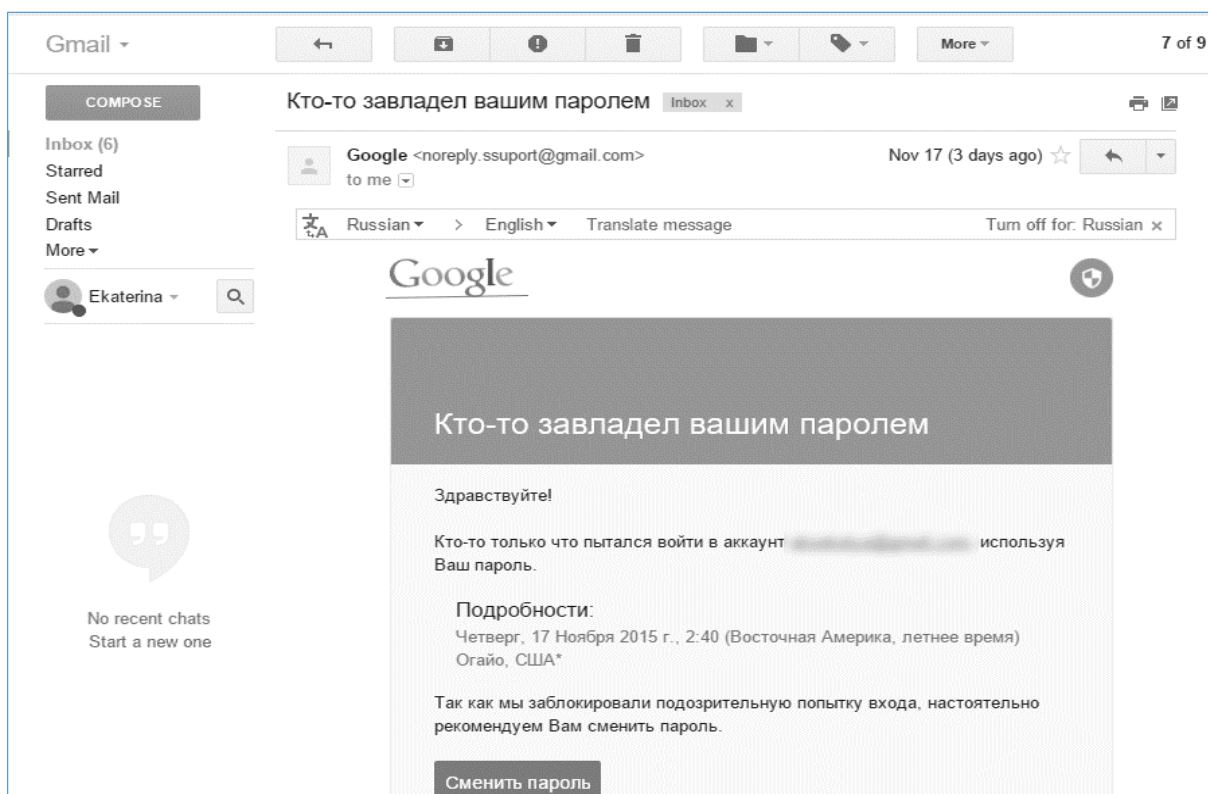 Gmail
More
7 of 9
COMPOSE
Inbox (6)
Starred
Sent Mail
Drafts
More
Ekaterina
No recent chats
Start a new one
Кто-то завладел вашим паролем Inbox x
Google <noreply.ssuport@gmail.com> Nov 17 (3 days ago)
to me
Russian > English Translate message Turn off for: Russian x
Google
Кто-то завладел вашим паролем
Здравствуйте!
Кто-то только что пытался войти в аккаунт используя
Ваш пароль.
Подробности:
Четверг, 17 Ноября 2015 г., 2:40 (Восточная Америка, летнее время)
Огайо, США*
Так как мы заблокировали подозрительную попытку входа, настоятельно
рекомендуем Вам сменить пароль.
Сменить пароль